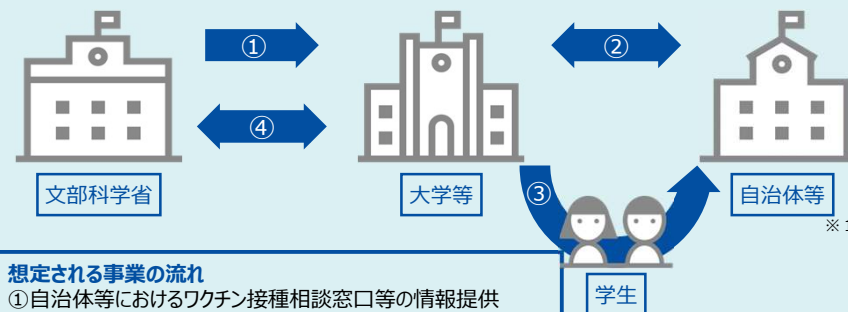 ①
②
④
文部科学省
大学等
③
自治体等
※
想定される事業の流れ
①自治体等におけるワクチン接種相談窓口等の情報提供
学生